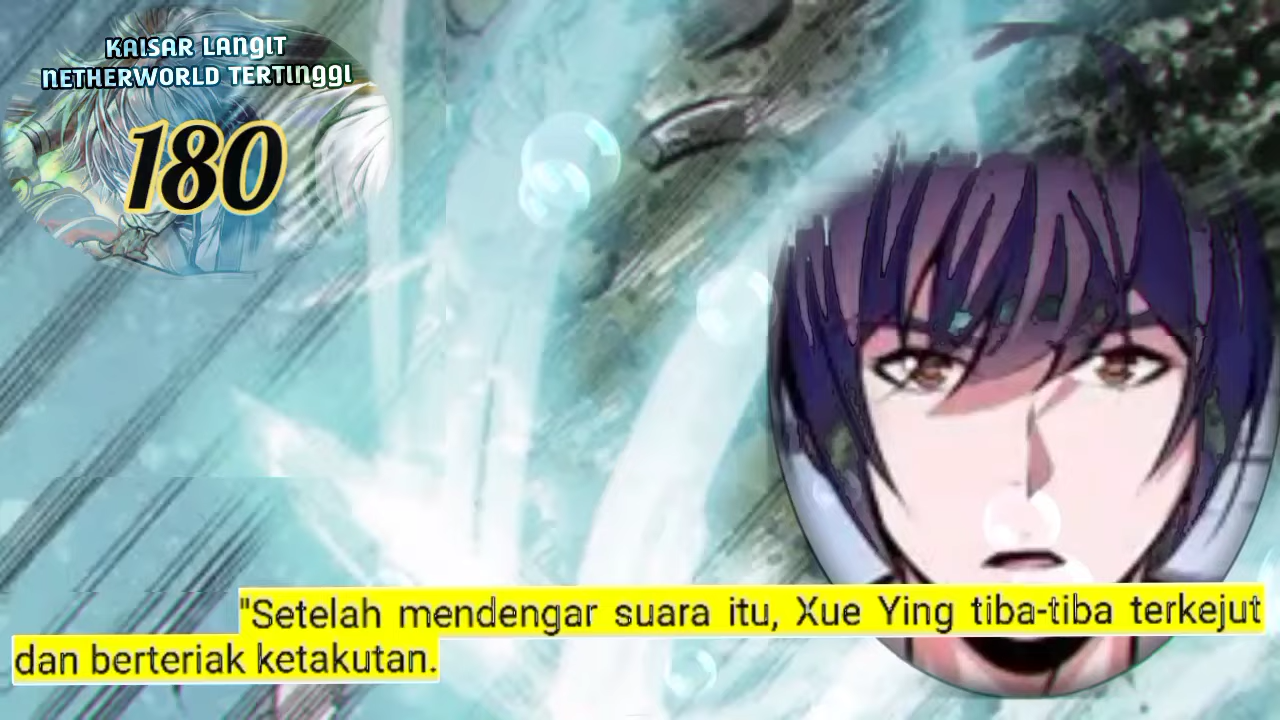 KAISAR LANGIT
NETHERWORLD TERTINGGI
180
"Setelah mendengar suara itu, Xue Ying tiba-tiba terkejut
dan berteriak ketakutan.